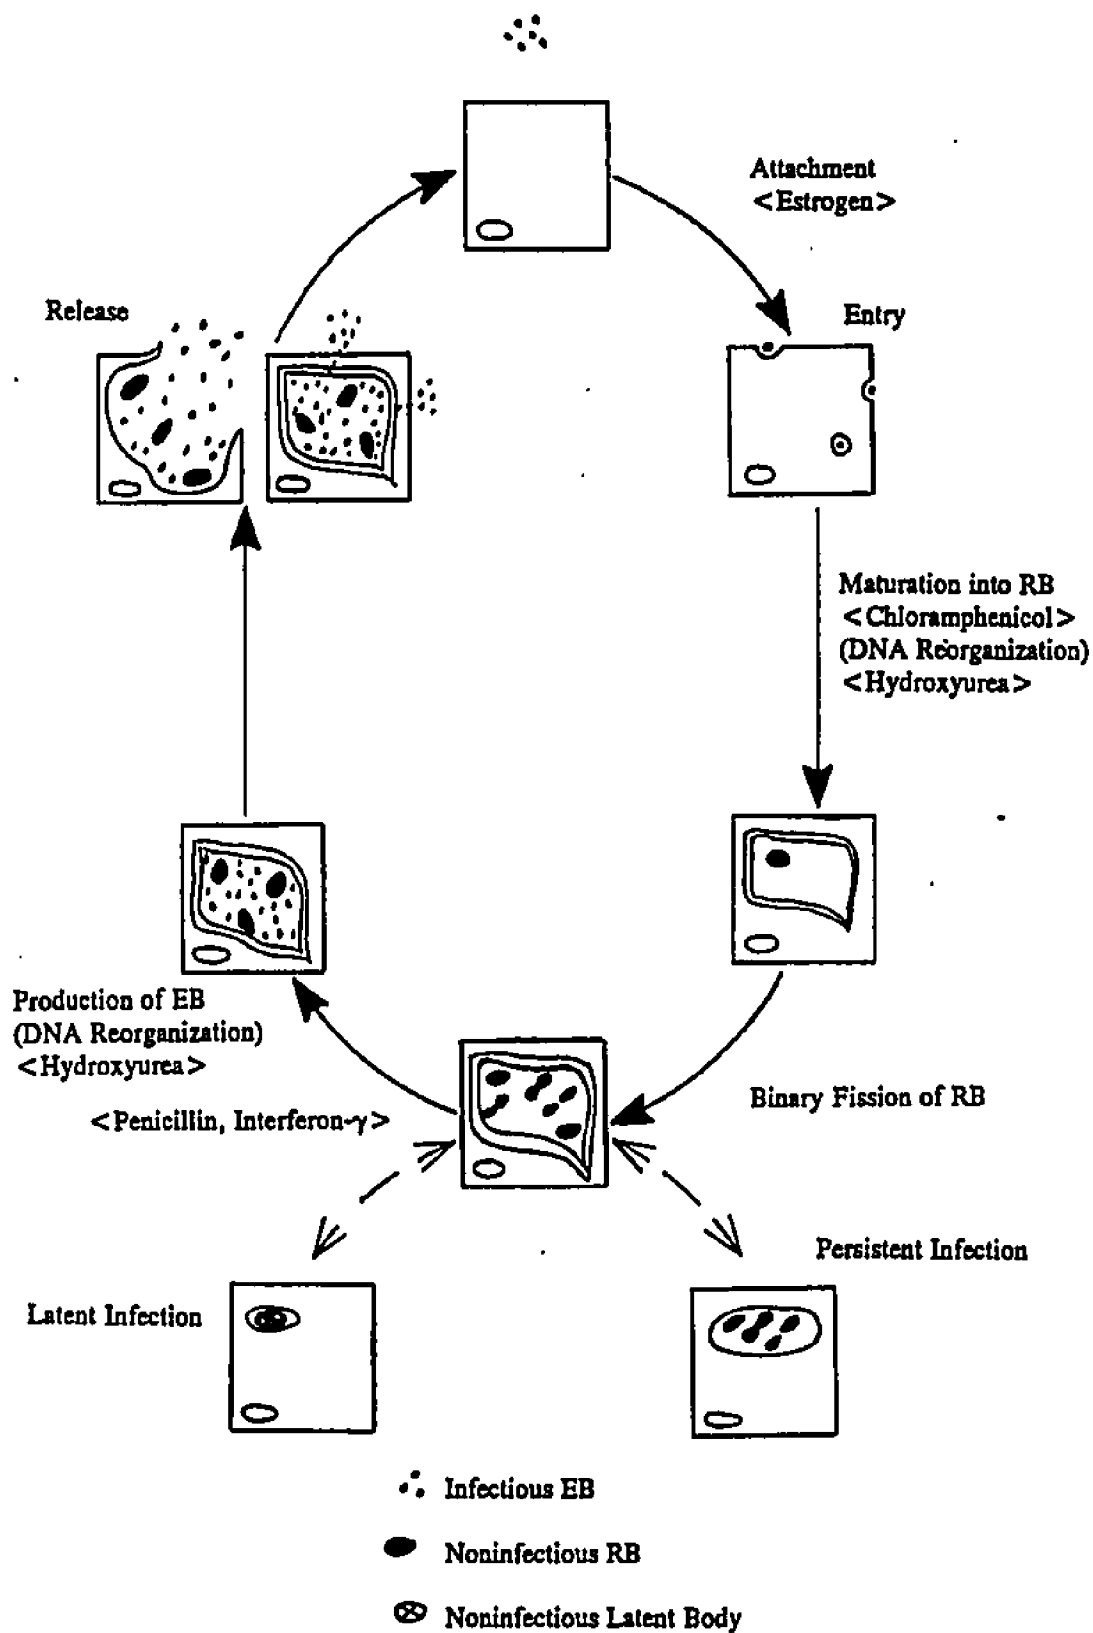 Attachment
<Estrogen>
Release
Entry
Maturation into RB
<Chloramphenicol>
(DNA Reorganization)
<Hydroxyurea>
Production of EB
(DNA Reorganization)
<Hydroxyurea>
Binary Fission of RB
<Penicillin, Interferon-γ>
Persistent Infection
Latent Infection
Infectious EB
Noninfectious RB
Noninfectious Latent Body